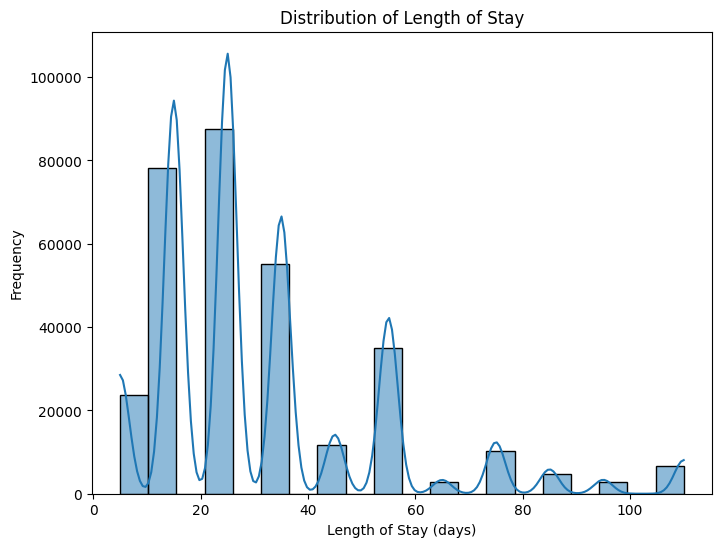 Distribution of Length of Stay
100000
80000
60000
40000
20000
0
Frequency
0 20 40 60 80 100
Length of Stay (days)